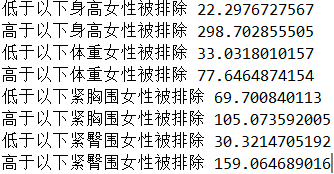 低于以下身高女性被排除 22.2976727567
高于以下身高女性被排除 298.702855505
低于以下体重女性被排除 33.0318010157
高于以下体重女性被排除 77.6464874154
低于以下紧胸围女性被排除 69.700840113
高于以下紧胸围女性被排除 105.073592005
低于以下紧臀围女性被排除 30.3214705192
高于以下紧臀围女性被排除 159.064689016